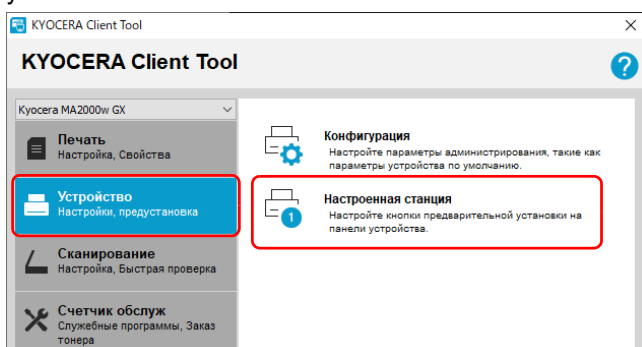 KYOCERA Client Tool
KYOCERA Client Tool
?
Kyocera MA2000w GX
Печать
Настройка, Свойства
Устройство
Настройки, предустановка
Сканирование
Настройка, Быстрая проверка
Счетчик обслуж
Служебные программы, Заказ
тонера
Конфигурация
Настройте параметры администрирования, такие как
параметры устройства по умолчанию.
1
Настроенная станция
Настройте кнопки предварительной установки на
панели устройства.